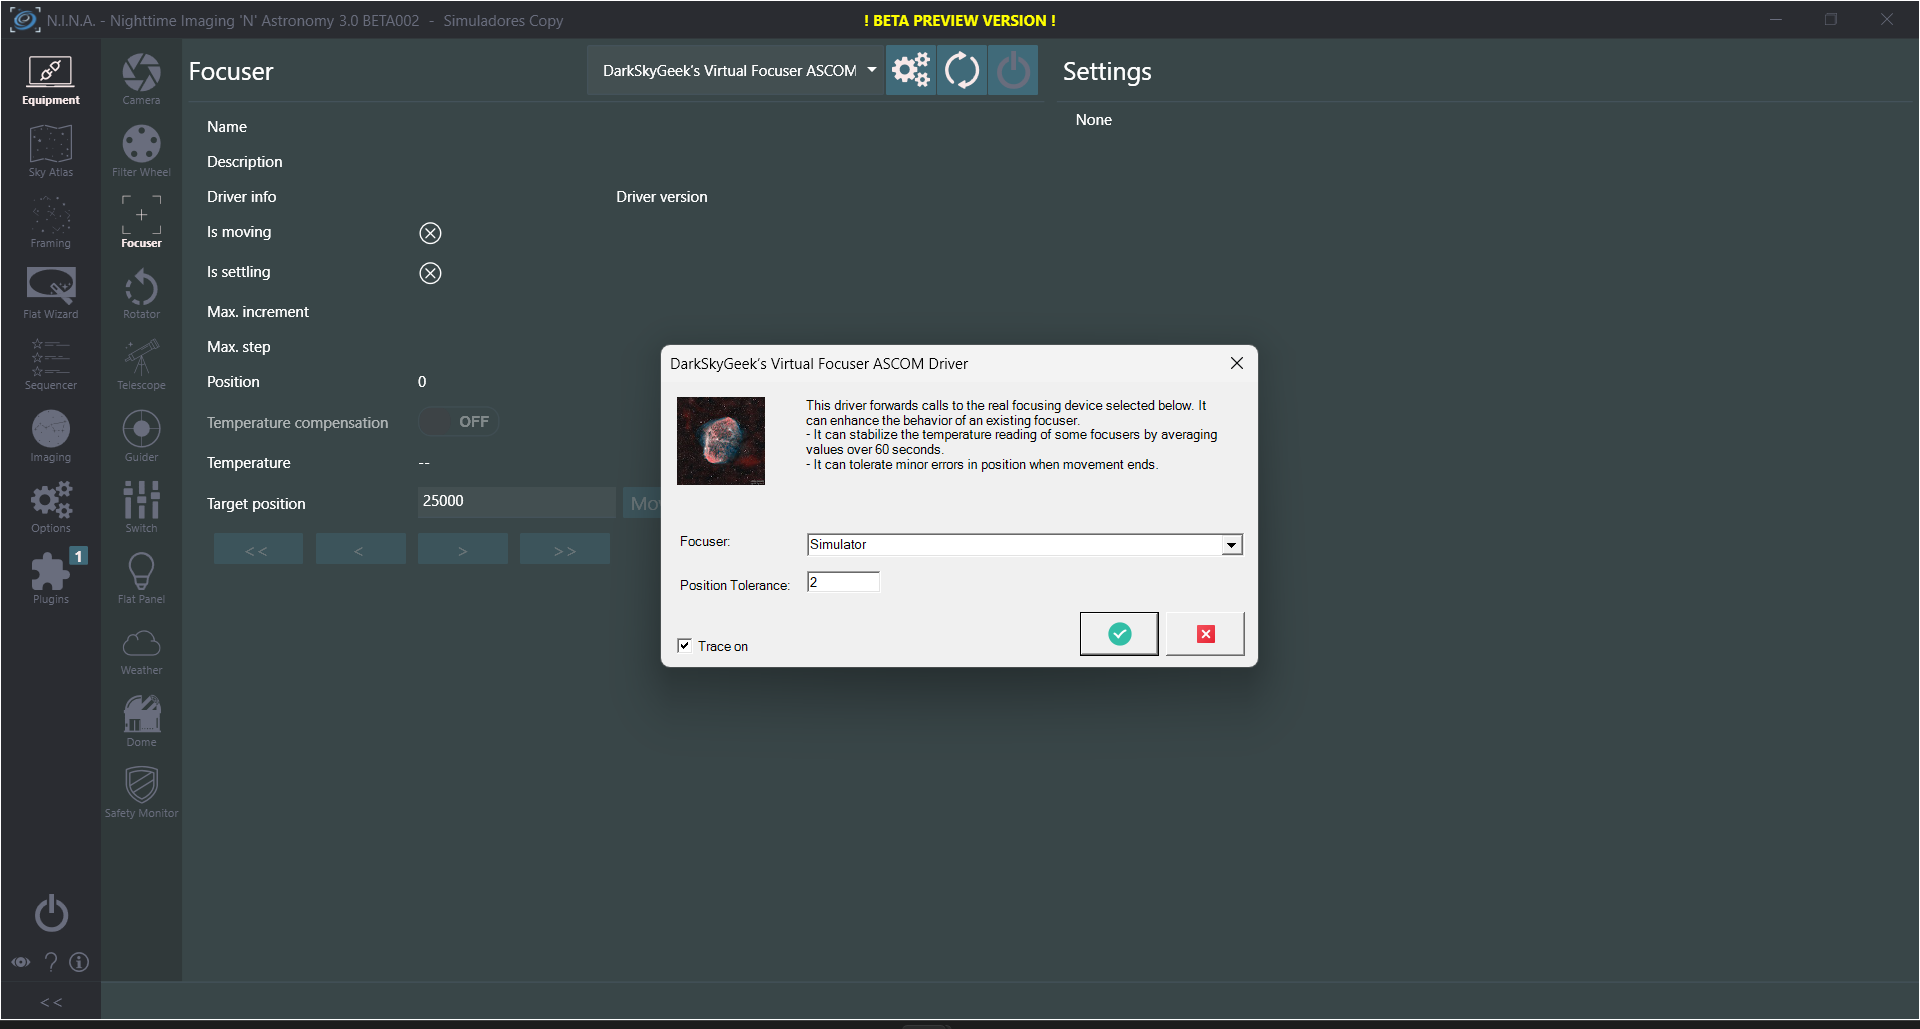 N.I.N.A. - Nighttime Imaging 'N' Astronomy 3.0 BETA002 - Simuladores Copy
! BETA PREVIEW VERSION !
Equipment
Sky Atlas
Framing
Flat Wizard
Sequencer
Imaging
Options
1
Plugins
?
<<
Camera
Filter Wheel
Focuser
Rotator
Telescope
Guider
Switch
Flat Panel
Weather
Dome
Safety Monitor
Focuser
DarkSkyGeek's Virtual Focuser ASCOM
Name
Description
Driver info
Driver version
Is moving
Is settling
Max. increment
Max. step
Position 0
Temperature compensation OFF
Temperature --
Target position 25000
<< < > >>
Settings
None
DarkSkyGeek's Virtual Focuser ASCOM Driver
This driver forwards calls to the real focusing device selected below. It
can enhance the behavior of an existing focuser.
- It can stabilize the temperature reading of some focusers by averaging
values over 60 seconds.
- It can tolerate minor errors in position when movement ends.
Focuser: Simulator
Position Tolerance: 2
Trace on